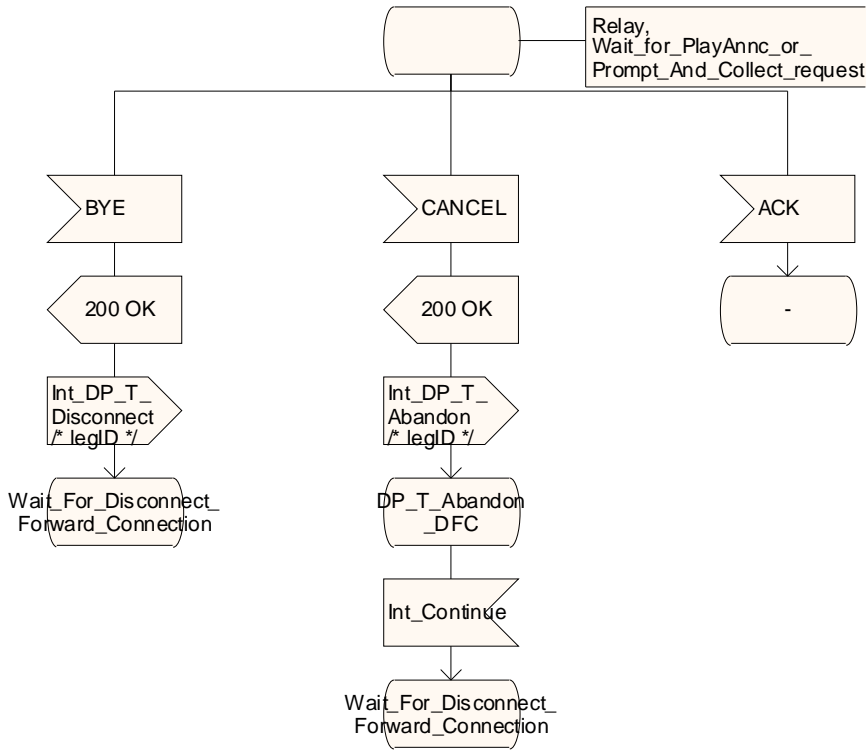 Relay,
Wait_for_PlayAnnc_or_
Prompt_And_Collect_request
BYE
CANCEL
ACK
200 OK
200 OK
-
Int_DP_T_
Disconnect
/* legID */
Int_DP_T_
Abandon
/* legID */
Wait_For_Disconnect_
Forward_Connection
DP_T_Abandon
_DFC
Int_Continue
Wait_For_Disconnect_
Forward_Connection